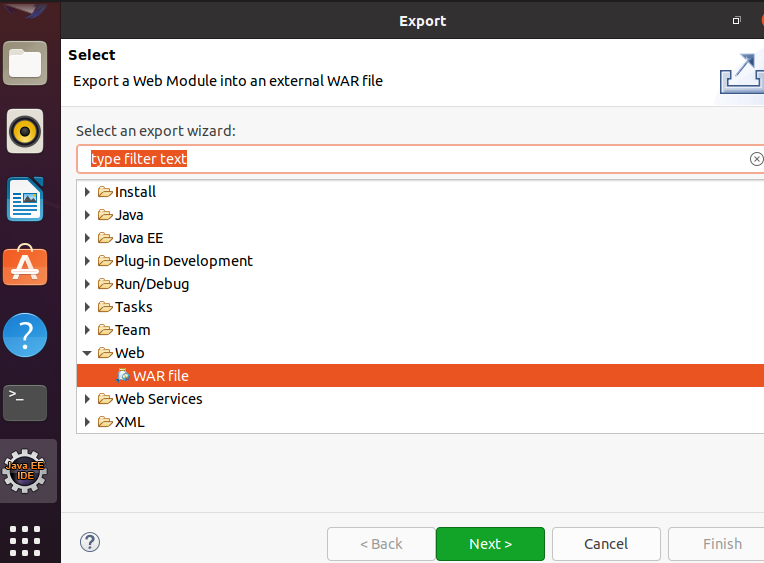 Export
Select
Export a Web Module into an external WAR file
Select an export wizard:
type filter text
Install
Java
Java EE
Plug-in Development
Run/Debug
Tasks
Team
Web
WAR file
Web Services
XML
?
>_
Java EE
IDE
? < Back Next > Cancel Finish